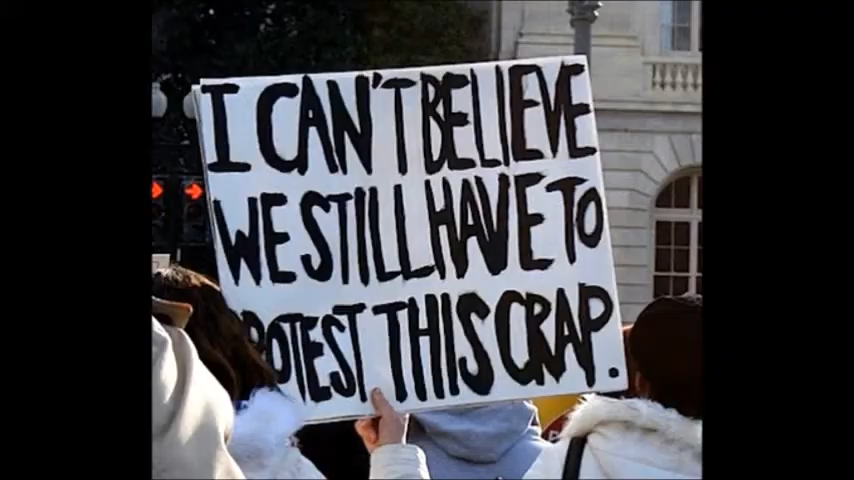 I CAN'T BELIEVE
WE STILL HAVE TO
PROTEST THIS CRAP.